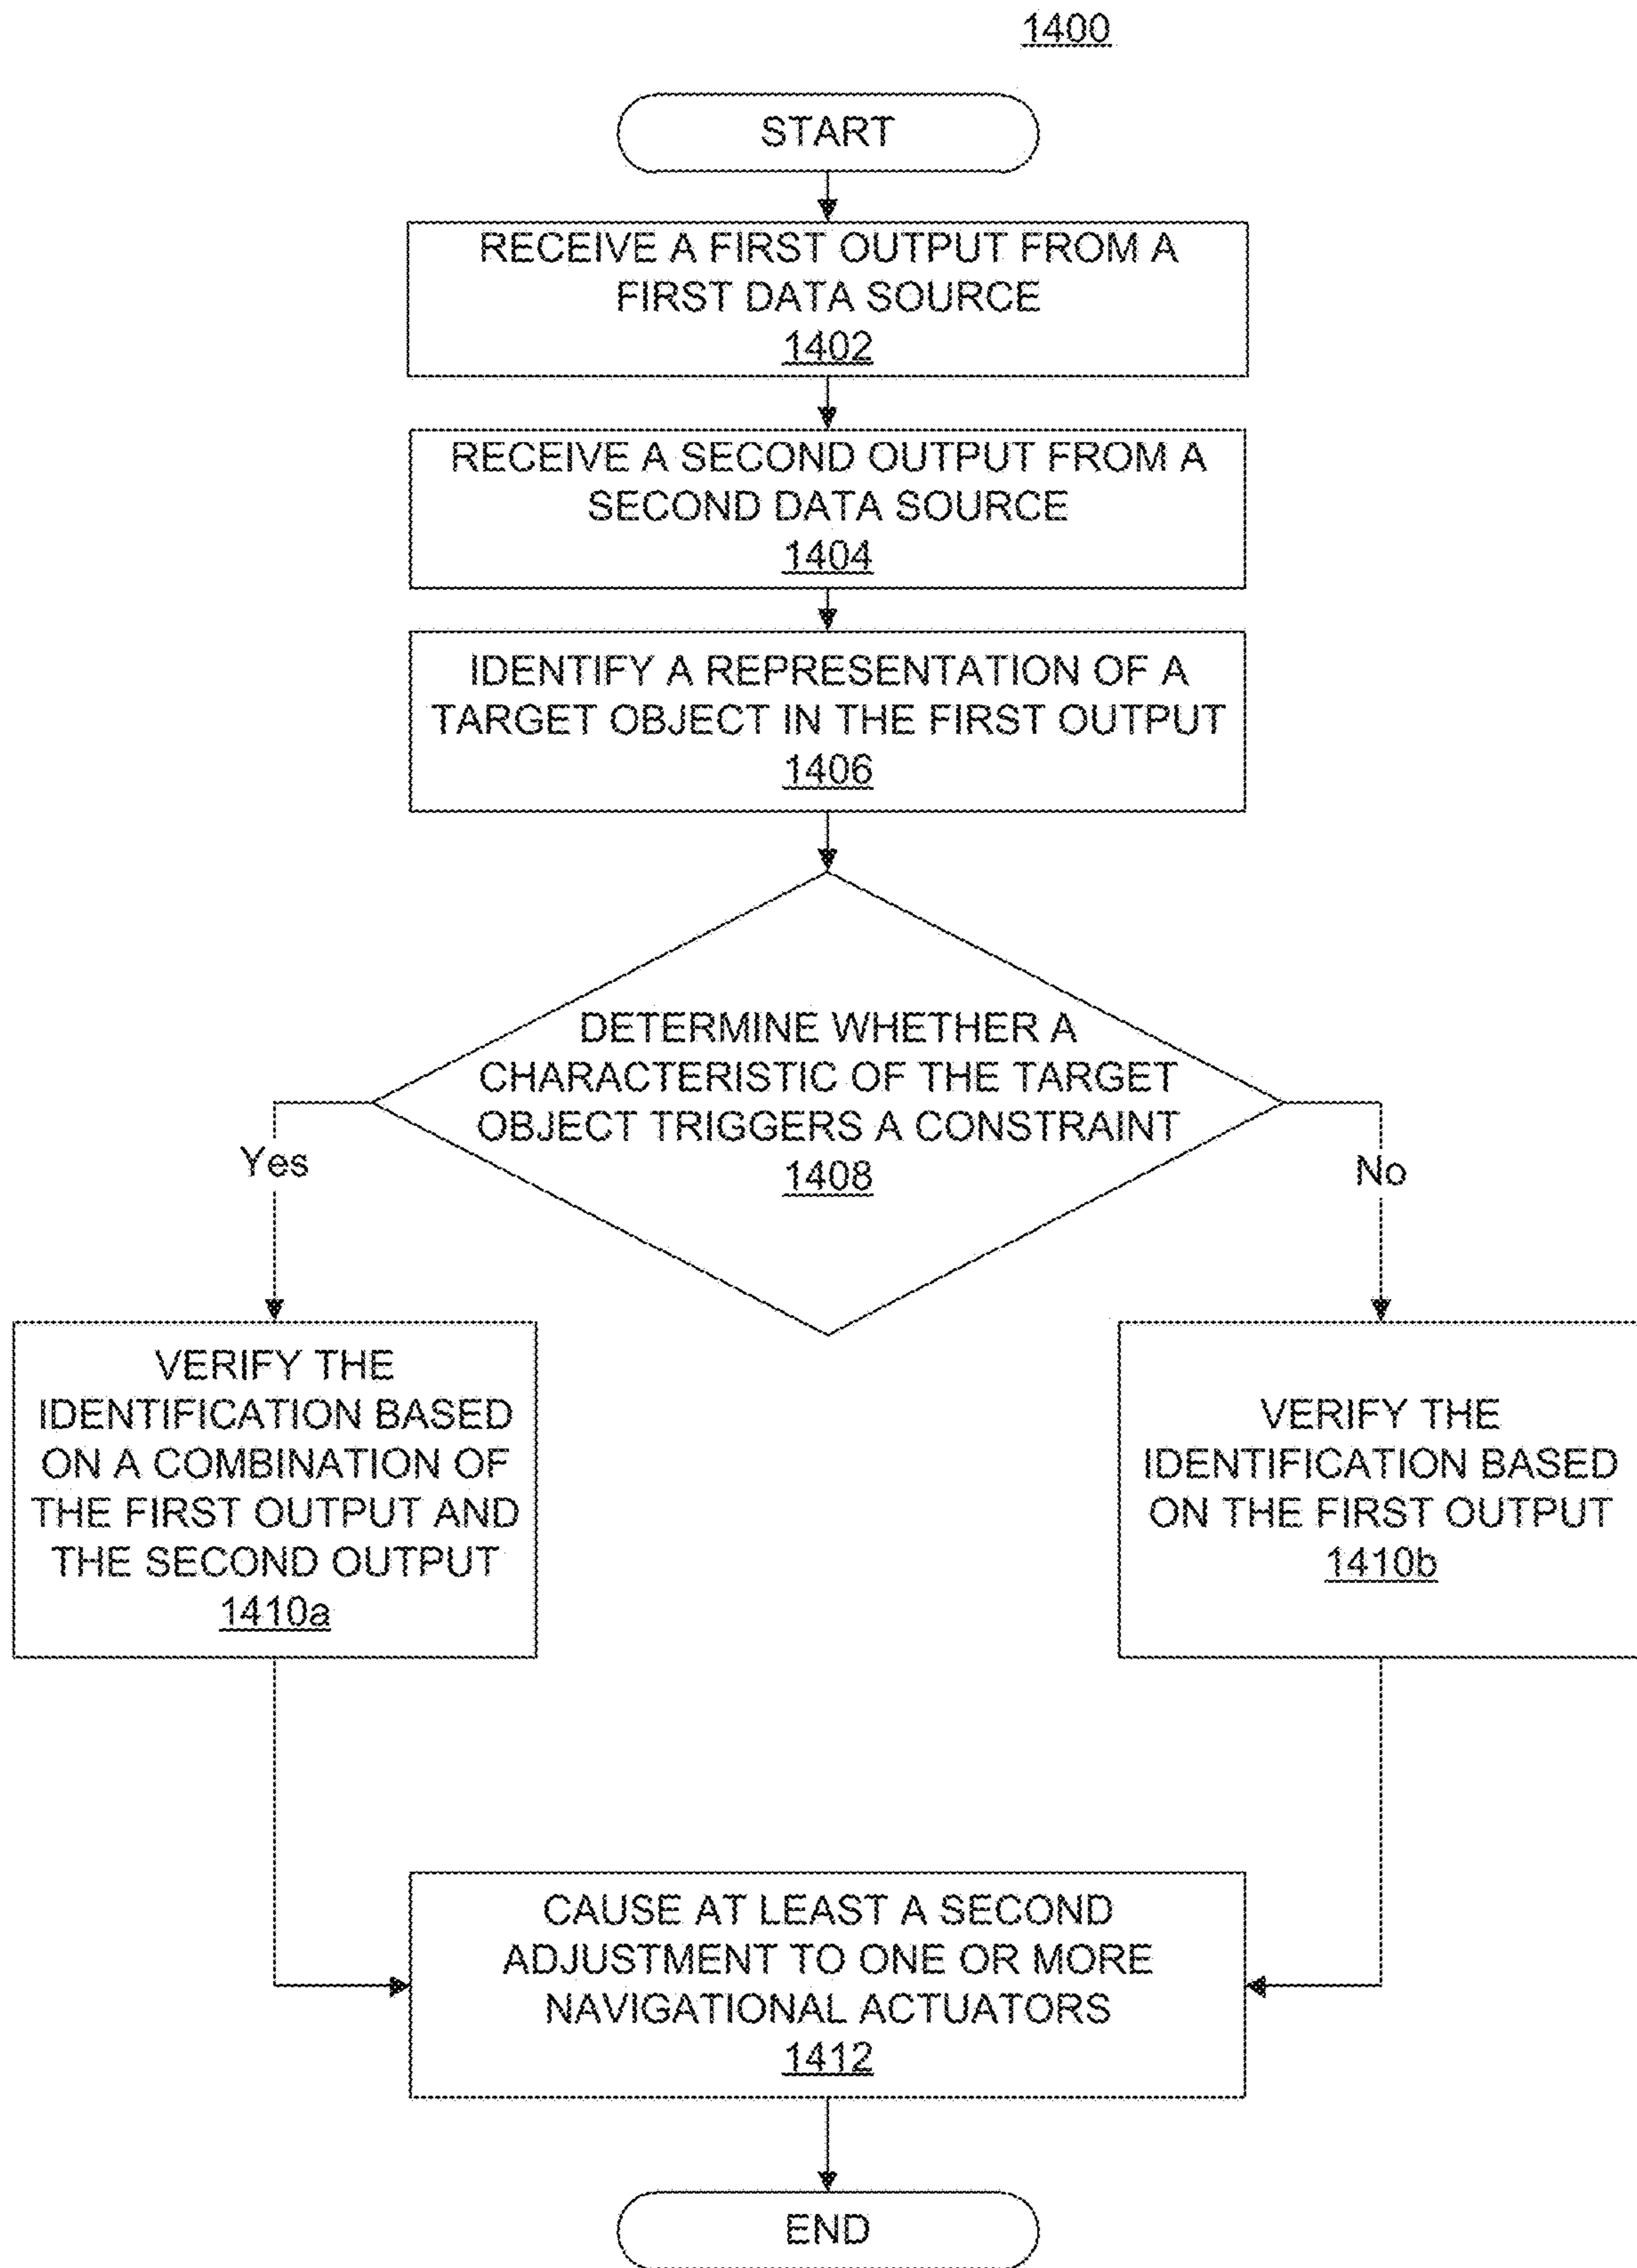 1400
START
RECEIVE A FIRST OUTPUT FROM A
FIRST DATA SOURCE
1402
RECEIVE A SECOND OUTPUT FROM A
SECOND DATA SOURCE
1404
IDENTIFY A REPRESENTATION OF A
TARGET OBJECT IN THE FIRST OUTPUT
1406
DETERMINE WHETHER A
CHARACTERISTIC OF THE TARGET
OBJECT TRIGGERS A CONSTRAINT
1408
Yes
No
VERIFY THE
IDENTIFICATION BASED
ON A COMBINATION OF
THE FIRST OUTPUT AND
THE SECOND OUTPUT
1410a
VERIFY THE
IDENTIFICATION BASED
ON THE FIRST OUTPUT
1410b
CAUSE AT LEAST A SECOND
ADJUSTMENT TO ONE OR MORE
NAVIGATIONAL ACTUATORS
1412
END